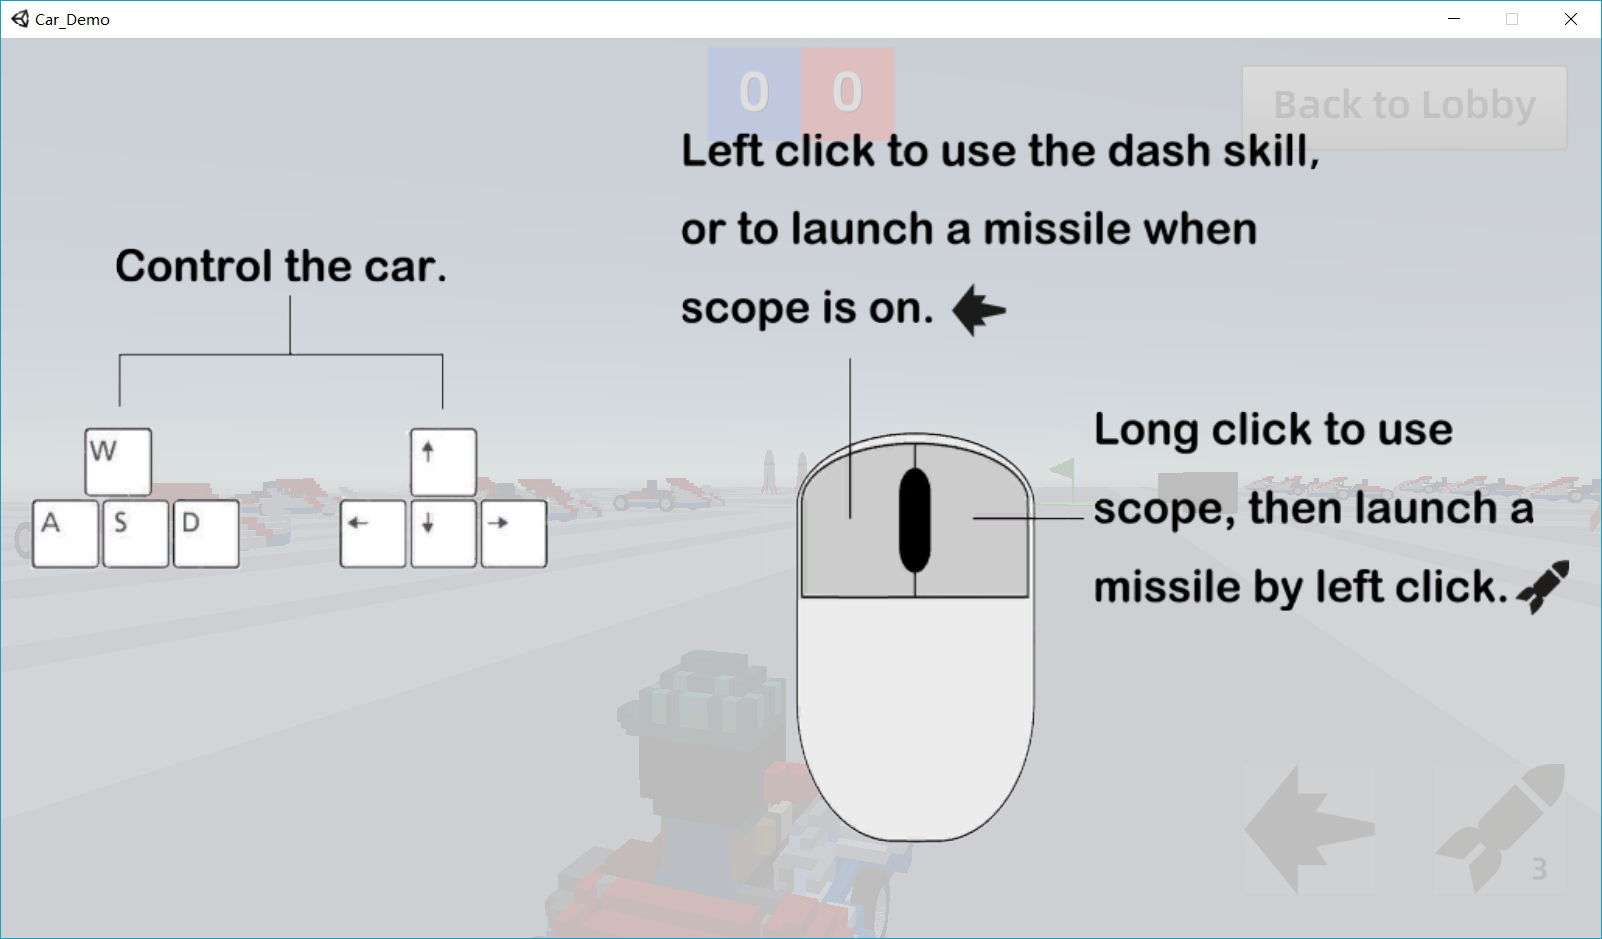 Car_Demo
0 0
Back to Lobby
Left click to use the dash skill,
or to launch a missile when
scope is on.
Control the car.
Long click to use
scope, then launch a
missile by left click.
W
A S D
3